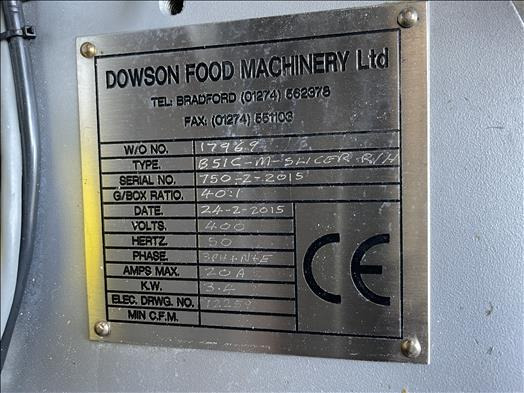 DOWSON FOOD MACHINERY Ltd
TEL: BRADFORD (01274) 562378
FAX: (01274) 551103
W/O NO. 17969
TYPE. B51C-M-SLICER R/H
SERIAL NO. 750-2-2015
G/BOX RATIO. 40:1
DATE. 24-2-2015
VOLTS. 400
HERTZ. 50
PHASE. 3PH+N+E
AMPS MAX. 20A
K.W. 3.4
ELEC. DRWG. NO.
MIN C.F.M.
CE